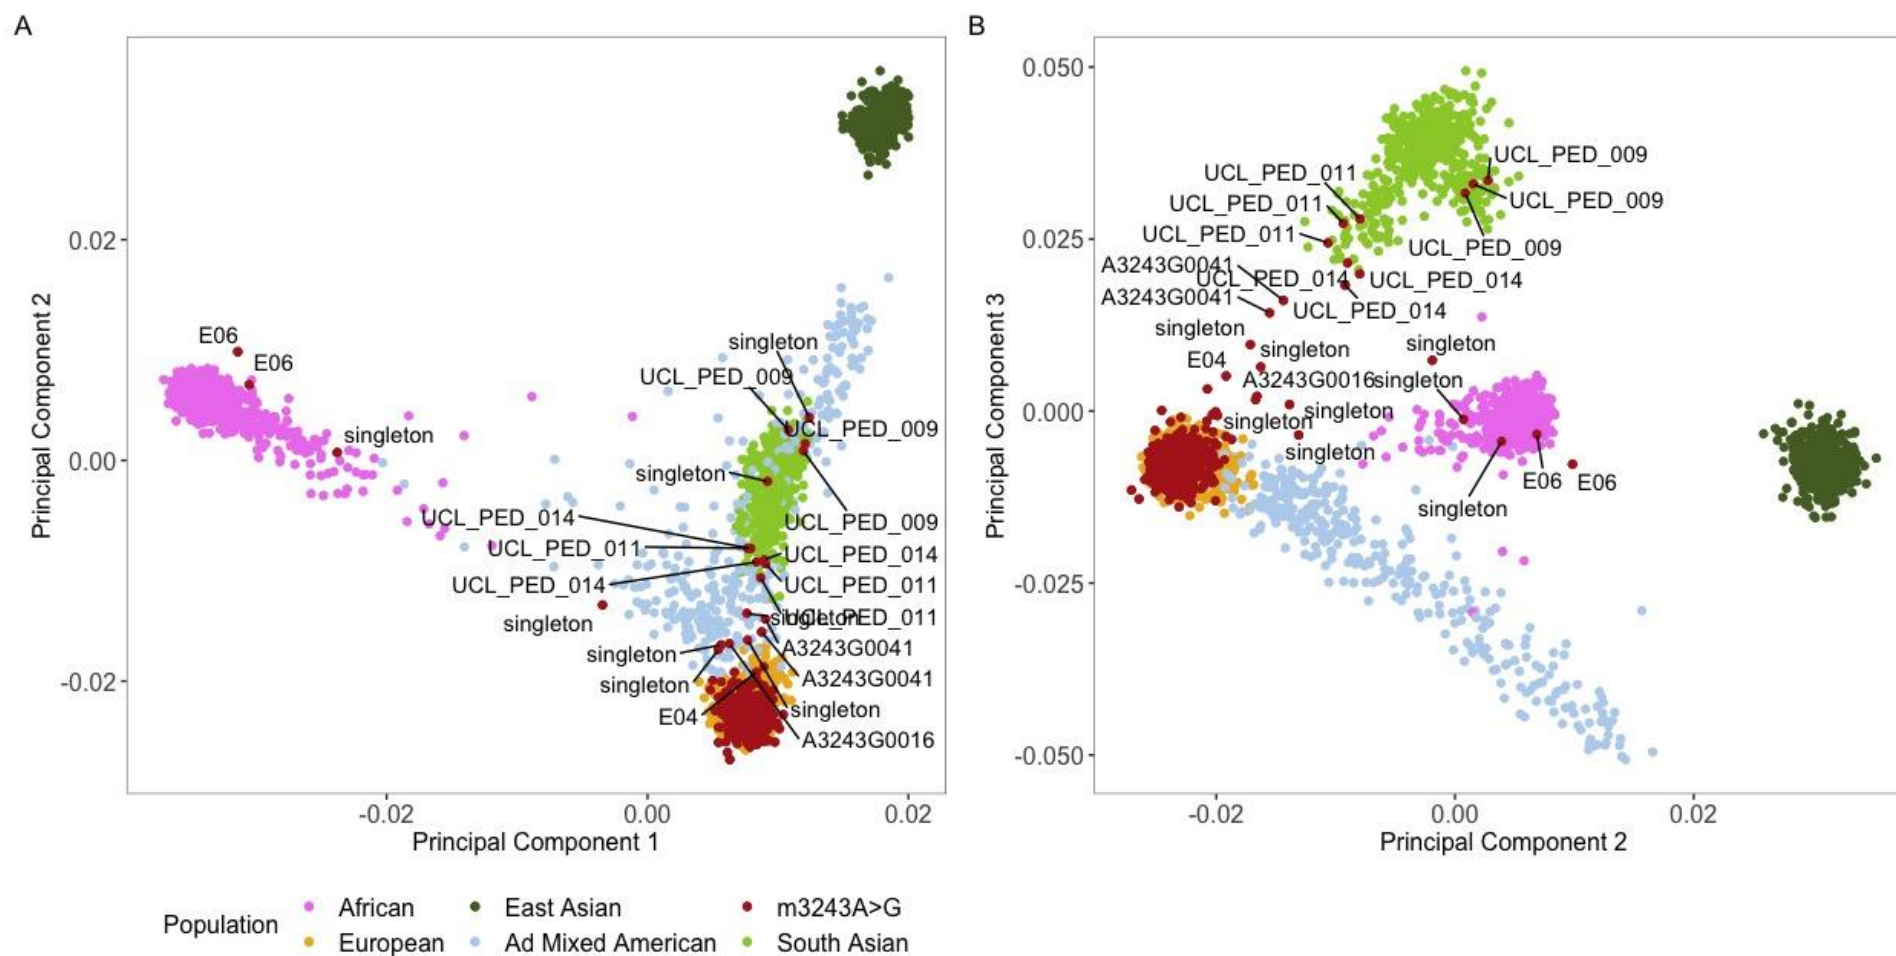 A
B
0.02
0.00
-0.02
Principal Component 2
E06
E06
singleton
singleton
UCL_PED_009
UCL_PED_009
singleton
UCL_PED_009
UCL_PED_014
UCL_PED_011
UCL_PED_014
UCL_PED_014
UCL_PED_011
singleton
singleton
UCL_PED_011
A3243G0041
singleton
A3243G0041
singleton
E04
singleton
A3243G0016
-0.02
0.00
0.02
Principal Component 1
0.050
0.025
0.000
-0.025
-0.050
Principal Component 3
UCL_PED_009
UCL_PED_011
UCL_PED_009
UCL_PED_011
UCL_PED_011
UCL_PED_009
A3243G0041
UCL_PED_014
UCL_PED_014
A3243G0041
UCL_PED_014
singleton
singleton
singleton
E04
A3243G0016
singleton
singleton
singleton
singleton
E06
E06
singleton
-0.02
0.00
0.02
Principal Component 2
Population
African
East Asian
m3243A>G
European
Ad Mixed American
South Asian